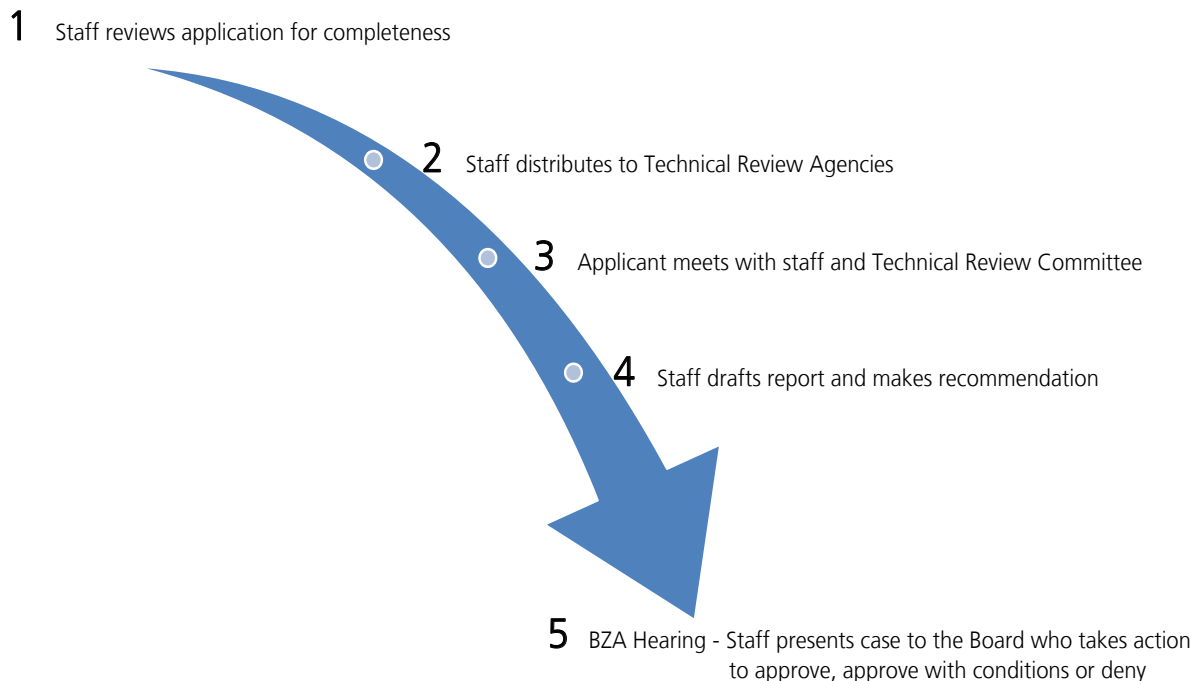 1 Staff reviews application for completeness
2 Staff distributes to Technical Review Agencies
3 Applicant meets with staff and Technical Review Committee
4 Staff drafts report and makes recommendation
5 BZA Hearing - Staff presents case to the Board who takes action
to approve, approve with conditions or deny